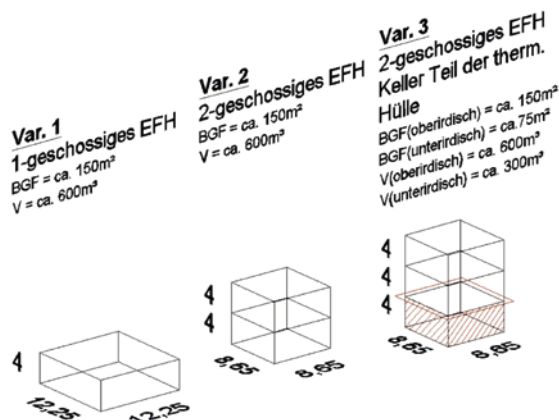 Var. 1
1-geschossiges EFH
BGF = ca. 150m²
V = ca. 600m³
4
12,25
12,25
Var. 2
2-geschossiges EFH
BGF = ca. 150m²
V = ca. 600m³
4
4
8,65
8,65
Var. 3
2-geschossiges EFH
Keller Teil der therm.
Hülle
BGF(oberirdisch) = ca. 150m²
BGF(unterirdisch) = ca.75m²
V(oberirdisch) = ca. 600m³
V(unterirdisch) = ca. 300m³
4
4
4
8,65
8,65